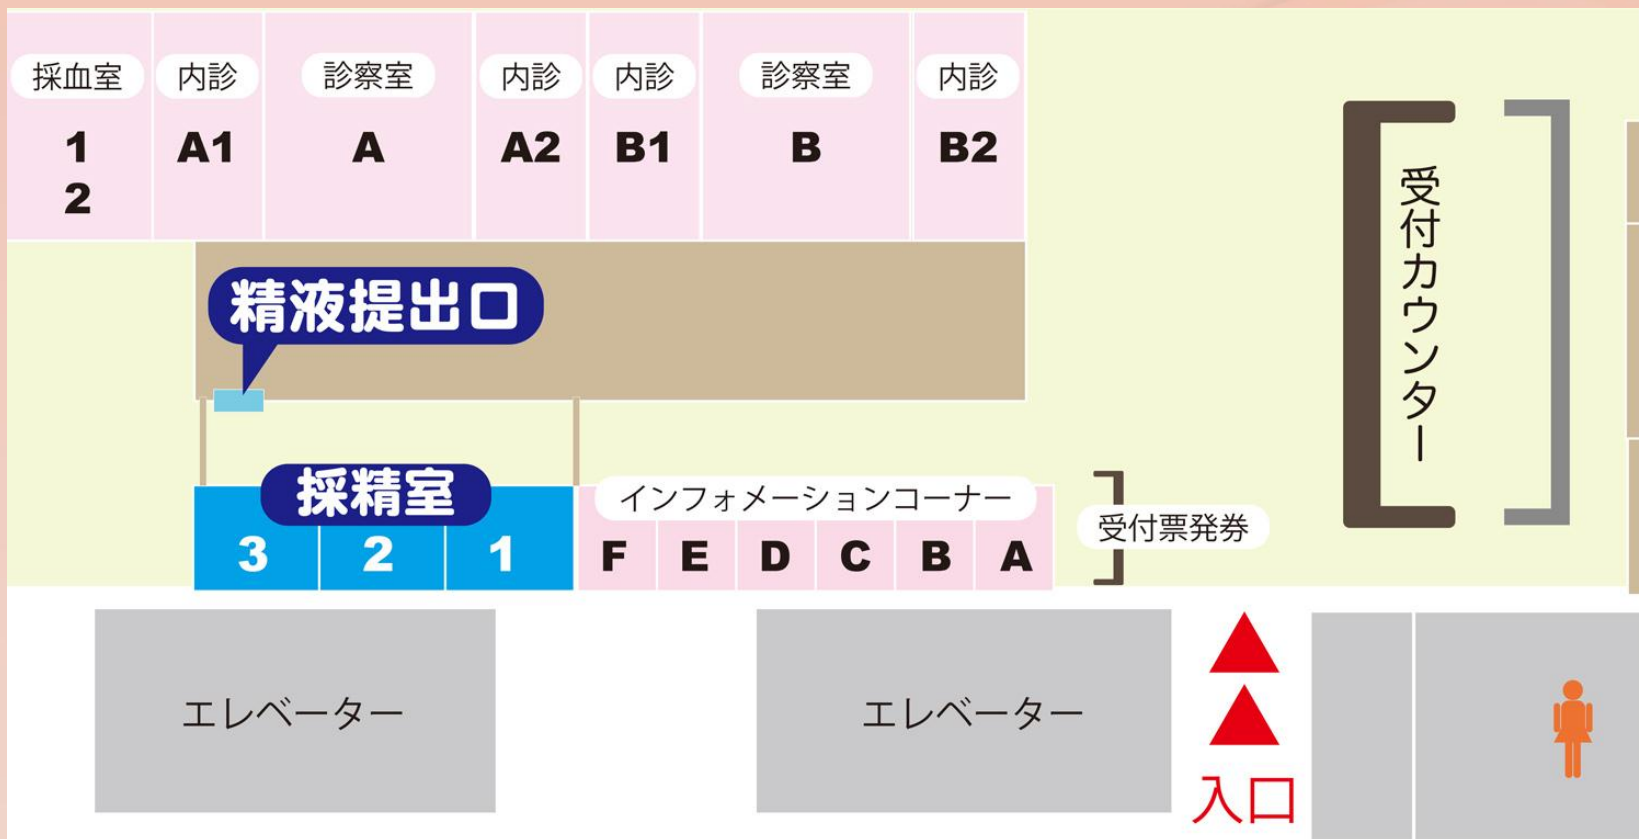 採血室 内診 診察室 内診 内診 診察室 内診
1 A1 A A2 B1 B B2
2
受付カウンター
精液提出口
採精室
3 2 1
インフォメーションコーナー
F E D C B A
受付票発券
エレベーター
エレベーター
入口